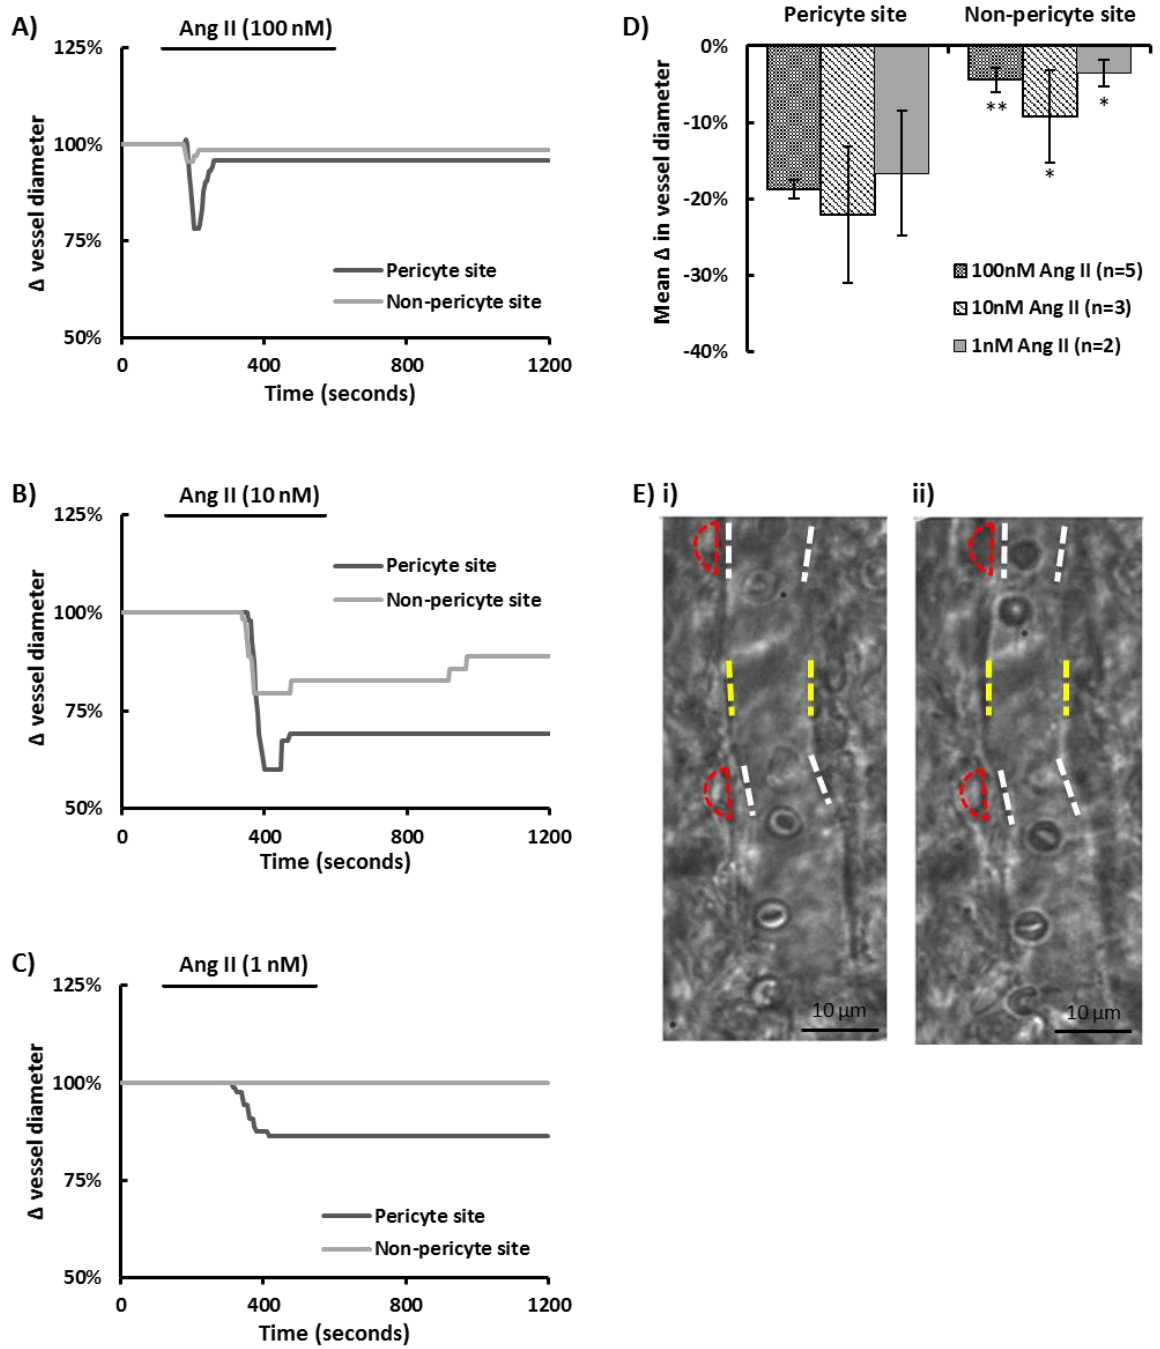 A)
Ang II (100 nM)
125%
100%
75%
50%
Δ vessel diameter
Pericyte site
Non-pericyte site
0 400 800 1200
Time (seconds)
B)
Ang II (10 nM)
125%
100%
75%
50%
Δ vessel diameter
Pericyte site
Non-pericyte site
0 400 800 1200
Time (seconds)
C)
Ang II (1 nM)
125%
100%
75%
50%
Δ vessel diameter
Pericyte site
Non-pericyte site
0 400 800 1200
Time (seconds)
D)
Pericyte site Non-pericyte site
0%
-10%
-20%
-30%
-40%
Mean Δ in vessel diameter
**
*
*
100nM Ang II (n=5)
10nM Ang II (n=3)
1nM Ang II (n=2)
E) i) ii)
10 μm 10 μm